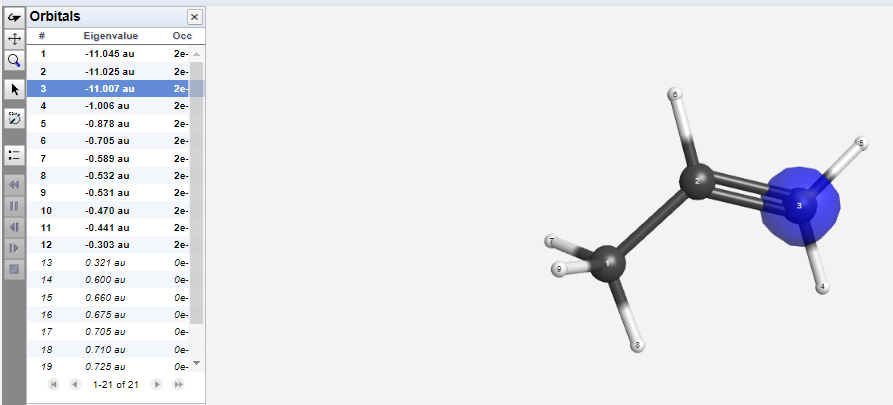 Orbitals
# Eigenvalue Occ
1 -11.045 au 2e-
2 -11.025 au 2e-
3 -11.007 au 2e-
4 -1.006 au 2e-
5 -0.878 au 2e-
6 -0.705 au 2e-
7 -0.589 au 2e-
8 -0.532 au 2e-
9 -0.531 au 2e-
10 -0.470 au 2e-
11 -0.441 au 2e-
12 -0.303 au 2e-
13 0.321 au 0e-
14 0.600 au 0e-
15 0.660 au 0e-
16 0.675 au 0e-
17 0.705 au 0e-
18 0.710 au 0e-
19 0.725 au 0e-
1-21 of 21
6
5
2
3
7
1
9
4
8